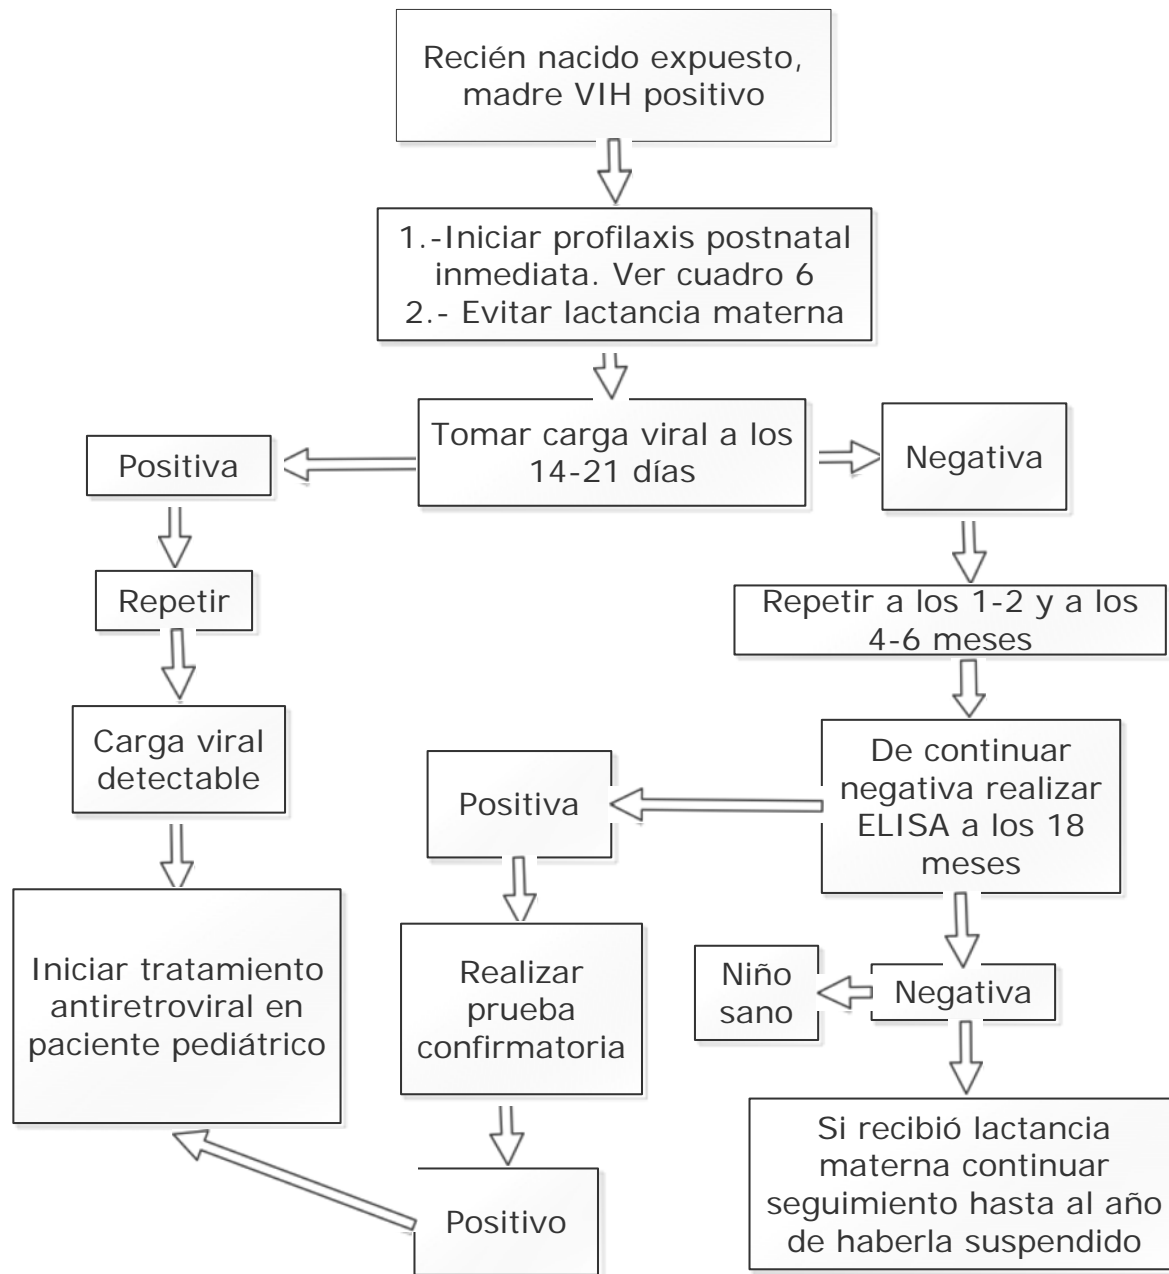 Recién nacido expuesto,
madre VIH positivo
1.-Iniciar profilaxis postnatal
inmediata. Ver cuadro 6
2.- Evitar lactancia materna
Tomar carga viral a los
14-21 días
Positiva
Negativa
Repetir
Repetir a los 1-2 y a los
4-6 meses
Carga viral
detectable
De continuar
negativa realizar
ELISA a los 18
meses
Positiva
Iniciar tratamiento
antiretroviral en
paciente pediátrico
Realizar
prueba
confirmatoria
Niño
sano
Negativa
Positivo
Si recibió lactancia
materna continuar
seguimiento hasta al año
de haberla suspendido